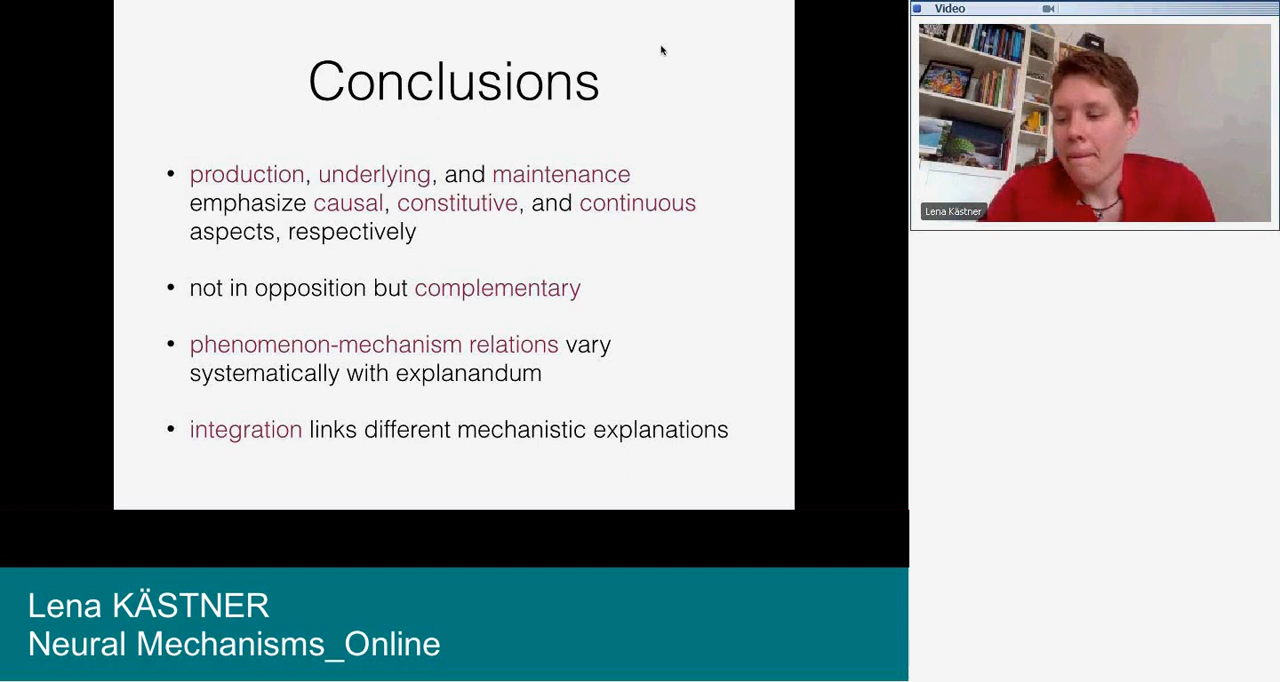 Conclusions
• production, underlying, and maintenance
emphasize causal, constitutive, and continuous
aspects, respectively
• not in opposition but complementary
• phenomenon-mechanism relations vary
systematically with explanandum
• integration links different mechanistic explanations
Lena KÄSTNER
Neural Mechanisms_Online
Video
Lena Kästner